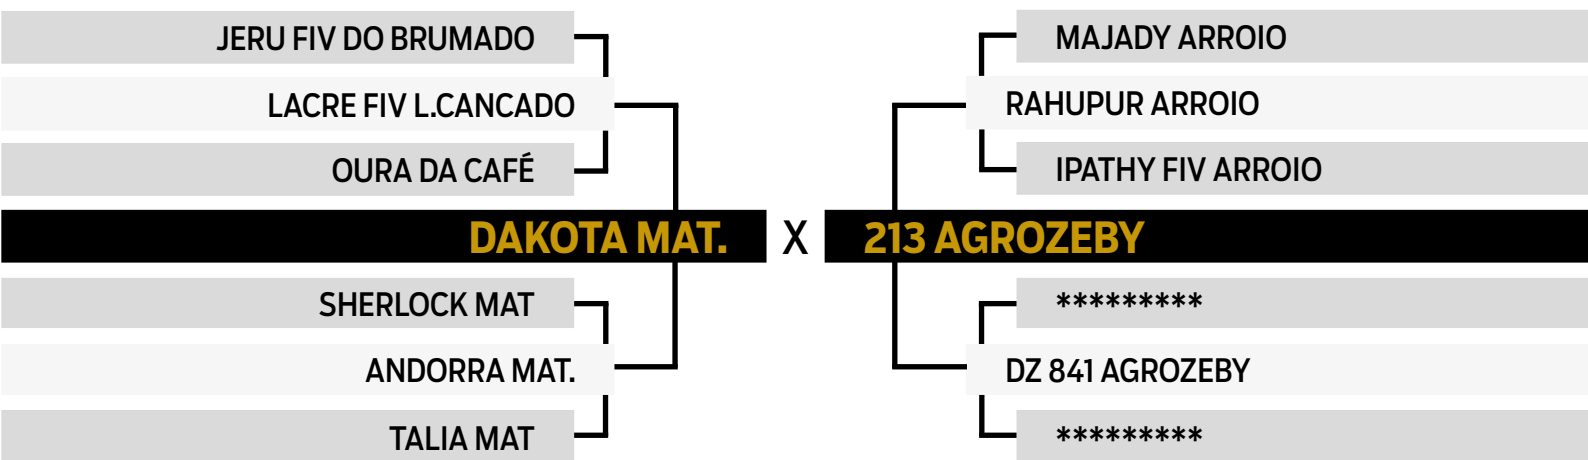 JERU FIV DO BRUMADO
LACRE FIV L.CANCADO
OURA DA CAFÉ
DAKOTA MAT. X 213 AGROZEBY
SHERLOCK MAT
ANDORRA MAT.
TALIA MAT
MAJADY ARROIO
RAHUPUR ARROIO
IPATHY FIV ARROIO
*********
DZ 841 AGROZEBY
*********